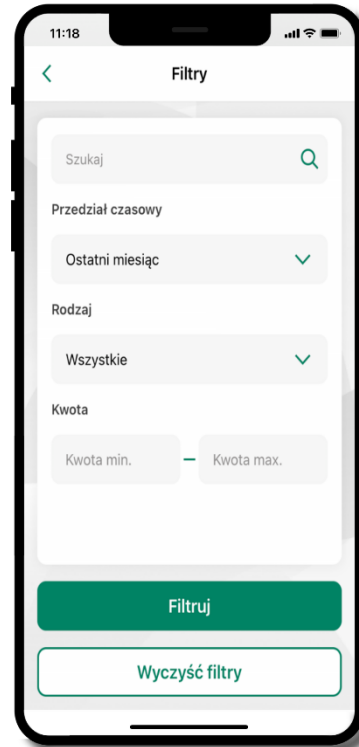 11:18
Filtry
Szukaj
Przedział czasowy
Ostatni miesiąc
Rodzaj
Wszystkie
Kwota
Kwota min. – Kwota max.
Filtruj
Wyczyść filtry